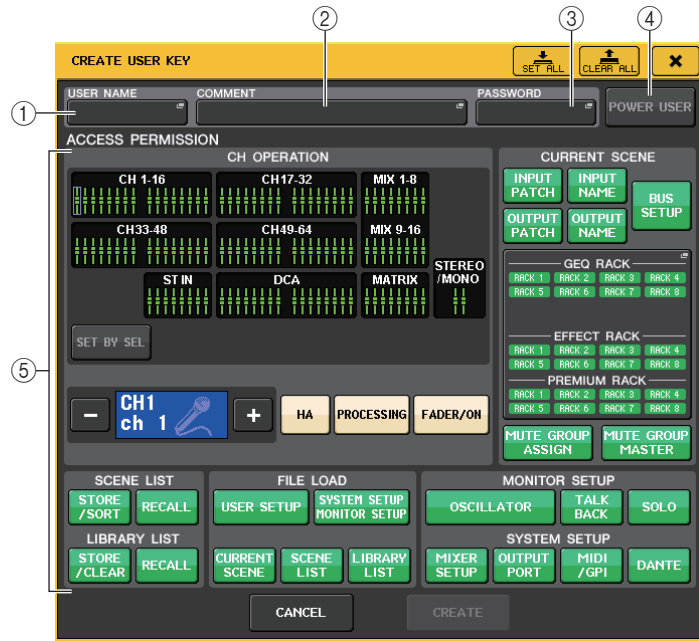 ① ② ③ ④ ⑤
CREATE USER KEY
SET ALL
CLEAR ALL
USER NAME
COMMENT
PASSWORD
POWER USER
ACCESS PERMISSION
CH OPERATION
CH 1-16
CH17-32
MIX 1-8
CH33-48
CH49-64
MIX 9-16
ST IN
DCA
MATRIX
STEREO
/MONO
SET BY SEL
CH1
ch 1
HA
PROCESSING
FADER/ON
CURRENT SCENE
INPUT
PATCH
INPUT
NAME
BUS
SETUP
OUTPUT
PATCH
OUTPUT
NAME
GEQ RACK
RACK 1 RACK 2 RACK 3 RACK 4
RACK 5 RACK 6 RACK 7 RACK 8
EFFECT RACK
RACK 1 RACK 2 RACK 3 RACK 4
RACK 5 RACK 6 RACK 7 RACK 8
PREMIUM RACK
RACK 1 RACK 2 RACK 3 RACK 4
RACK 5 RACK 6 RACK 7 RACK 8
MUTE GROUP
ASSIGN
MUTE GROUP
MASTER
SCENE LIST
STORE
/SORT
RECALL
LIBRARY LIST
STORE
/CLEAR
RECALL
FILE LOAD
USER SETUP
SYSTEM SETUP
MONITOR SETUP
CURRENT
SCENE
SCENE
LIST
LIBRARY
LIST
MONITOR SETUP
OSCILLATOR
TALK
BACK
SOLO
SYSTEM SETUP
MIXER
SETUP
OUTPUT
PORT
MIDI
/GPI
DANTE
CANCEL
CREATE